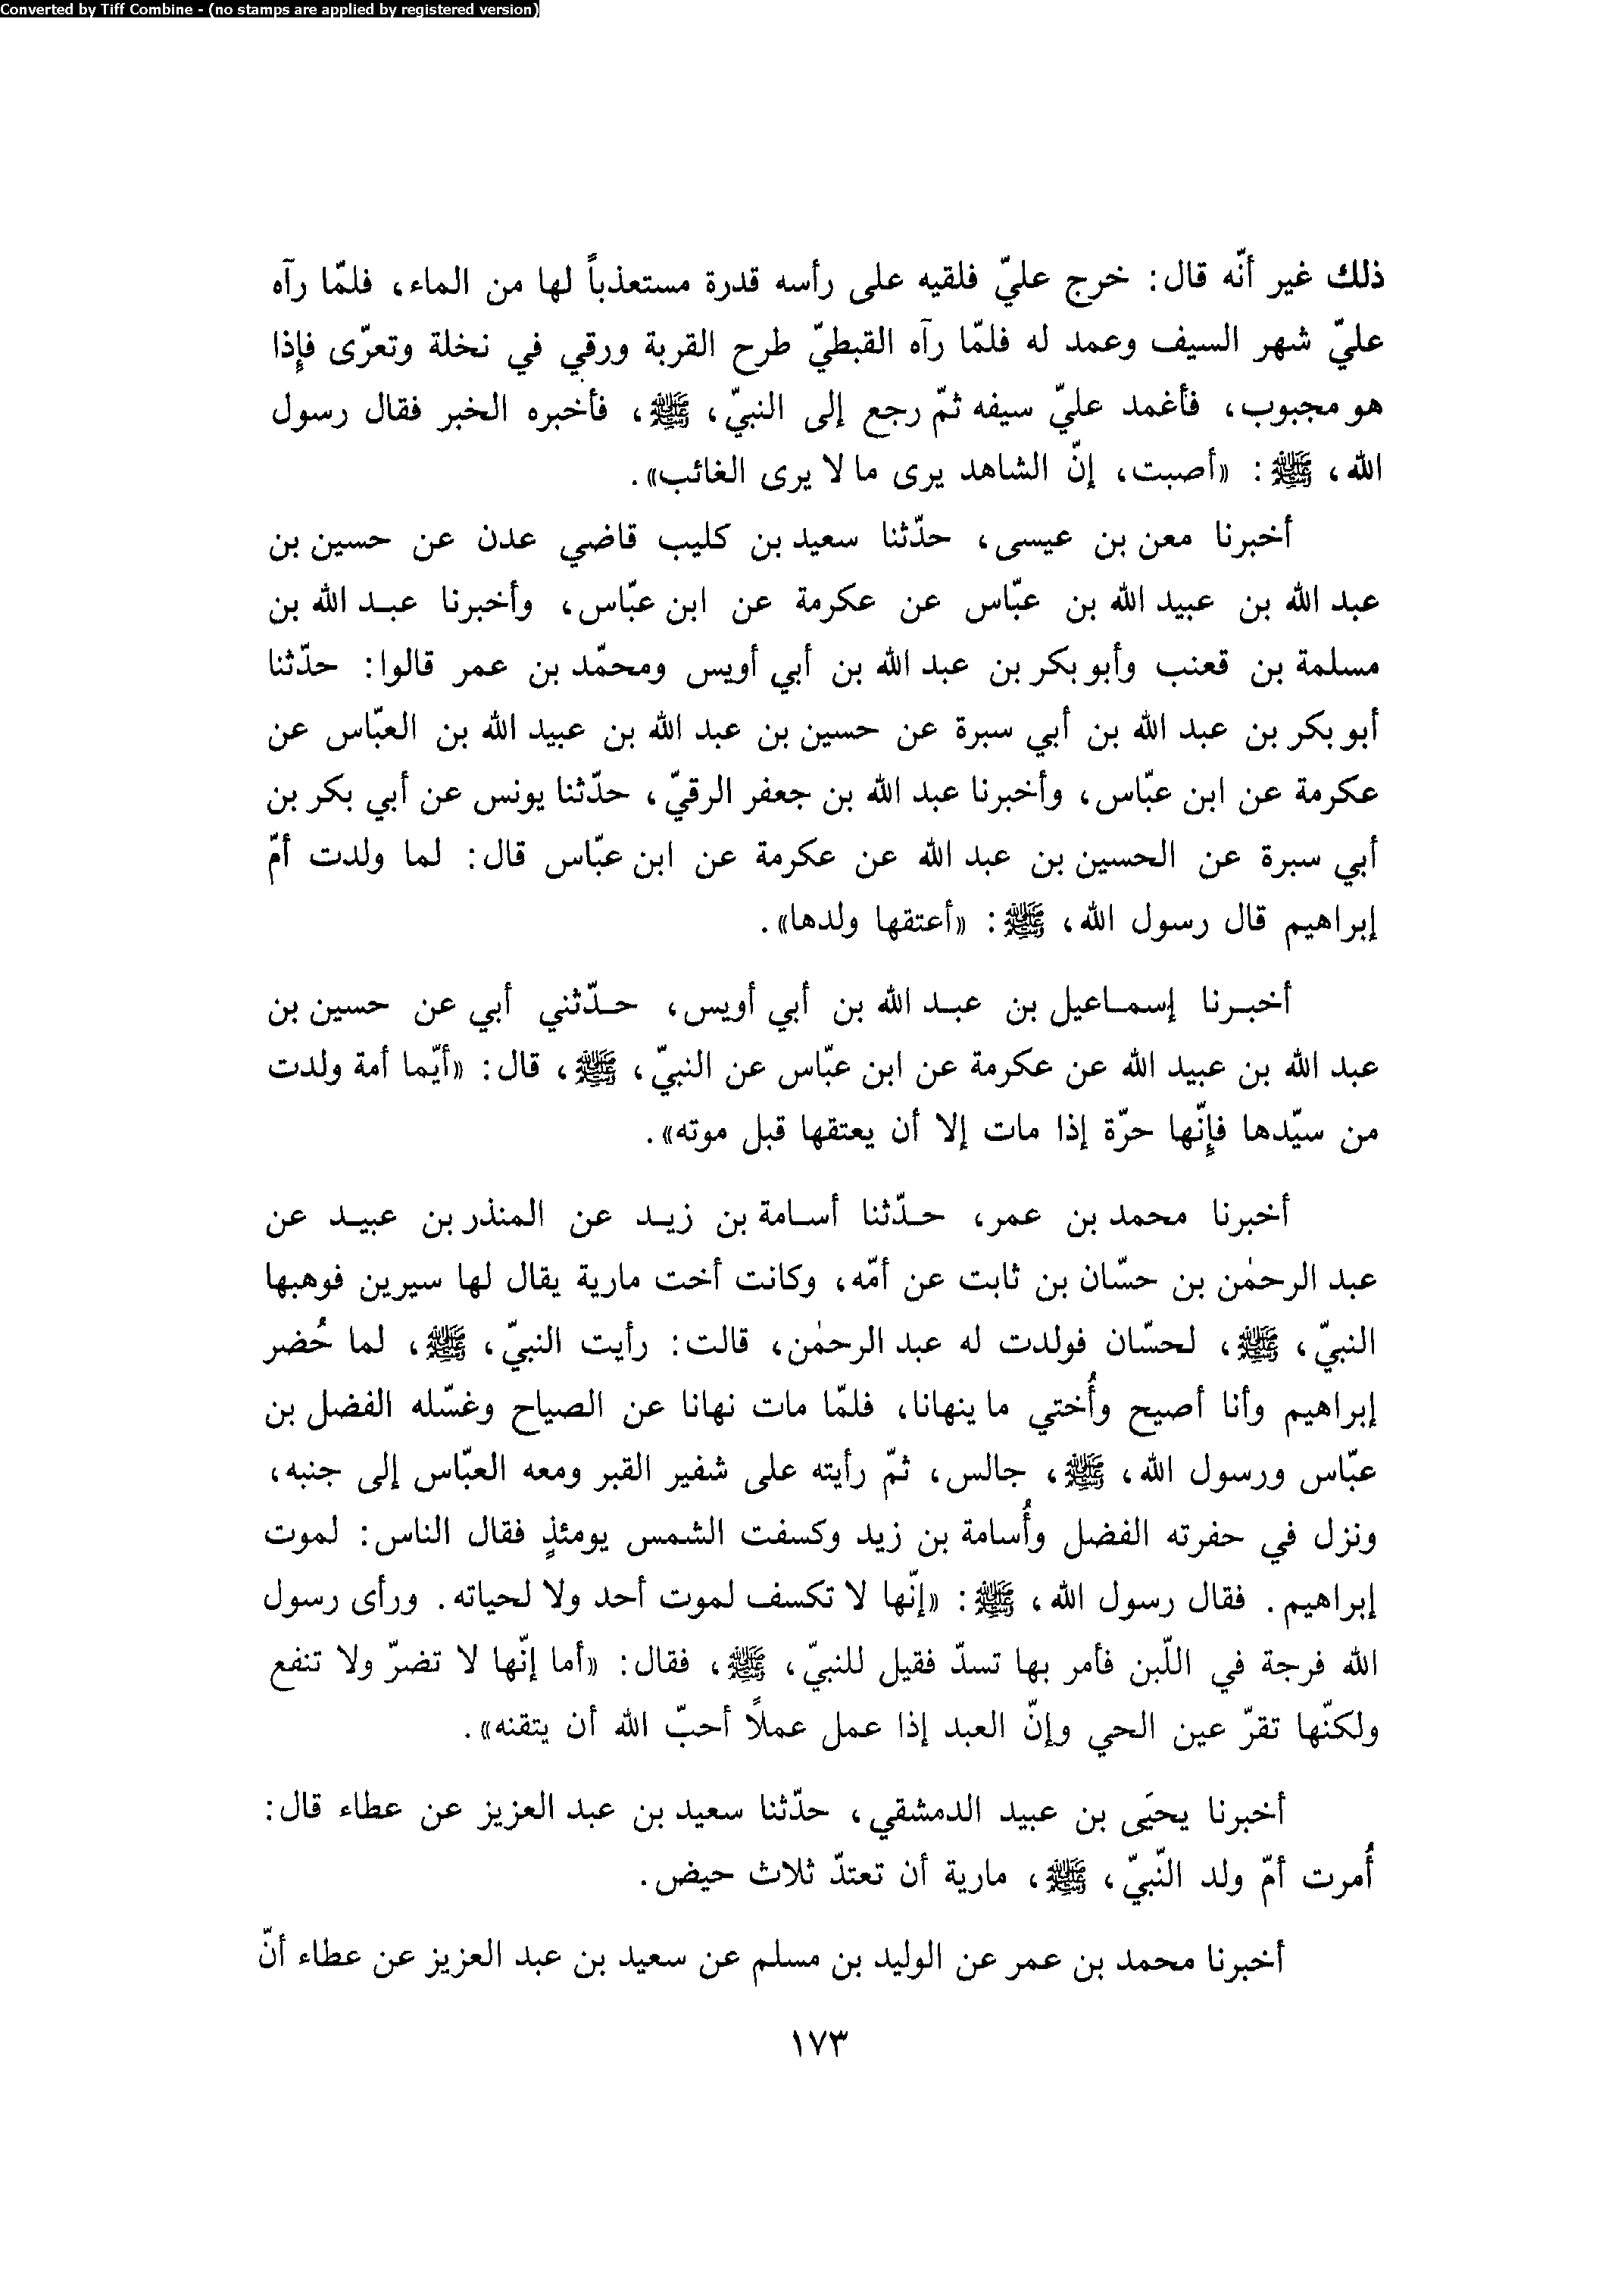 Converted by Tiff Combine - (no stamps are applied by registered version)
ذلك غير أنّه قال: خرج عليّ فلقيه على رأسه قدرة مستعذباً لها من الماء، فلمّا رآه
عليّ شهر السيف وعمد له فلمّا رآه القبطيّ طرح القربة ورقي في نخلة وتعرّى فإذا
هو مجبوب، فأغمد عليّ سيفه ثمّ رجع إلى النبيّ، ﷺ، فأخبره الخبر فقال رسول
الله، ﷺ: «أصبت، إنّ الشاهد يرى ما لا يرى الغائب».
أخبرنا معن بن عيسى، حدّثنا سعيد بن كليب قاضي عدن عن حسين بن
عبد الله بن عبيد الله بن عبّاس عن عكرمة عن ابن عبّاس، وأخبرنا عبد الله بن
مسلمة بن قعنب وأبو بكر بن عبد الله بن أبي أويس ومحمّد بن عمر قالوا: حدّثنا
أبو بكر بن عبد الله بن أبي سبرة عن حسين بن عبد الله بن عبيد الله بن العبّاس عن
عكرمة عن ابن عبّاس، وأخبرنا عبد الله بن جعفر الرقيّ، حدّثنا يونس عن أبي بكر بن
أبي سبرة عن الحسين بن عبد الله عن عكرمة عن ابن عبّاس قال: لما ولدت أمّ
إبراهيم قال رسول الله، ﷺ: «أعتقها ولدها».
أخبرنا إسماعيل بن عبد الله بن أبي أويس، حدّثني أبي عن حسين بن
عبد الله بن عبيد الله عن عكرمة عن ابن عبّاس عن النبيّ، ﷺ، قال: «أيّما أمة ولدت
من سيّدها فإنّها حرّة إذا مات إلا أن يعتقها قبل موته».
أخبرنا محمد بن عمر، حدّثنا أسامة بن زيد عن المنذر بن عبيد عن
عبد الرحمٰن بن حسّان بن ثابت عن أمّه، وكانت أخت مارية يقال لها سيرين فوهبها
النبيّ، ﷺ، لحسّان فولدت له عبد الرحمٰن، قالت: رأيت النبيّ، ﷺ، لما حُضر
إبراهيم وأنا أصيح وأُختي ما ينهانا، فلمّا مات نهانا عن الصياح وغسّله الفضل بن
عبّاس ورسول الله، ﷺ، جالس، ثمّ رأيته على شفير القبر ومعه العبّاس إلى جنبه،
ونزل في حفرته الفضل وأُسامة بن زيد وكسفت الشمس يومئذٍ فقال الناس: لموت
إبراهيم. فقال رسول الله، ﷺ: «إنّها لا تكسف لموت أحد ولا لحياته. ورأى رسول
الله فرجة في اللّبن فأمر بها تسدّ فقيل للنبيّ، ﷺ، فقال: «أما إنّها لا تضرّ ولا تنفع
ولكنّها تقرّ عين الحي وإنّ العبد إذا عمل عملاً أحبّ الله أن يتقنه».
أخبرنا يحيَى بن عبيد الدمشقي، حدّثنا سعيد بن عبد العزيز عن عطاء قال:
أُمرت أمّ ولد النّبيّ، ﷺ، مارية أن تعتدّ ثلاث حيض.
أخبرنا محمد بن عمر عن الوليد بن مسلم عن سعيد بن عبد العزيز عن عطاء أنّ
١٧٣